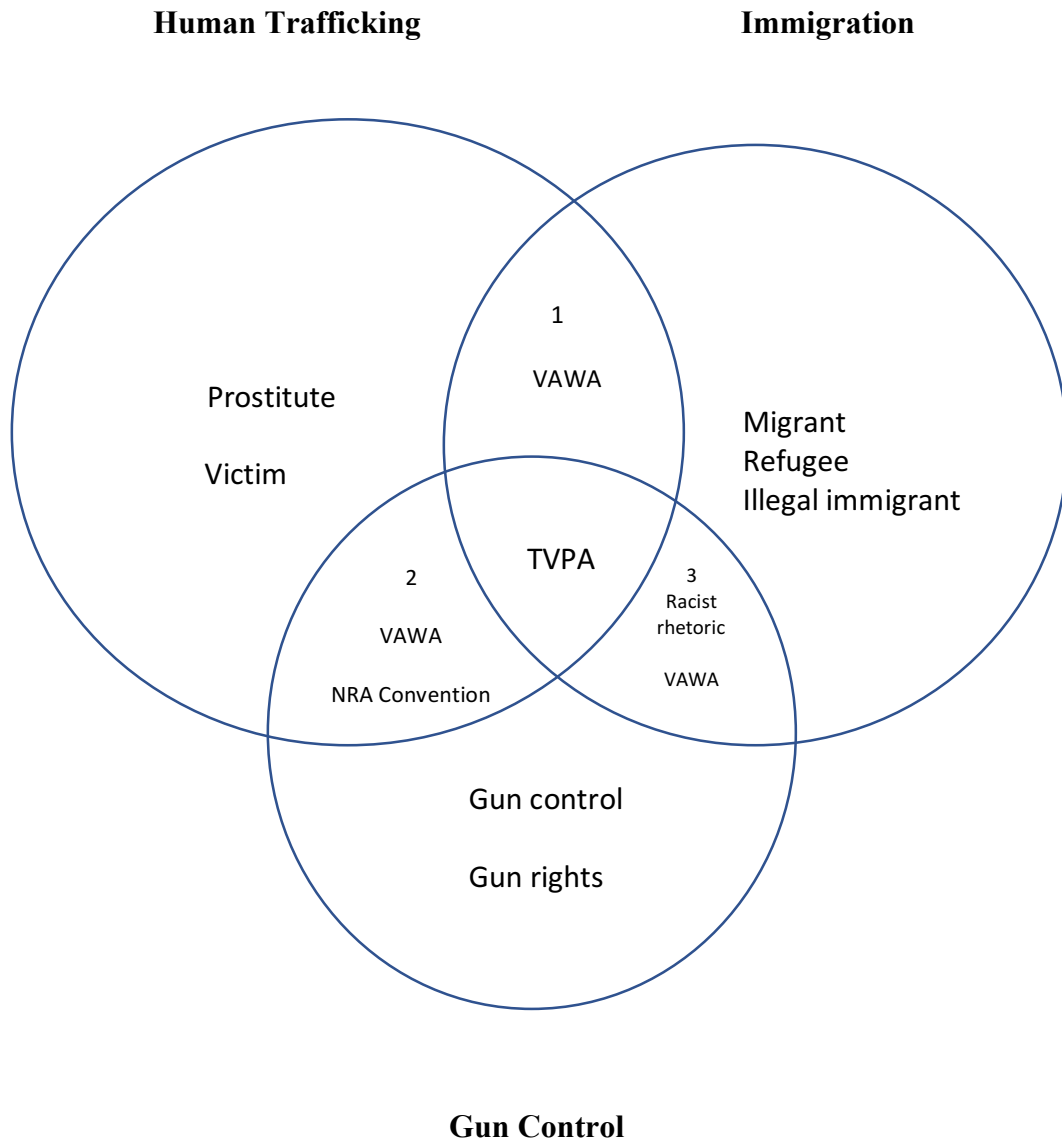 Human Trafficking
Immigration
1
VAWA
Prostitute
Victim
Migrant
Refugee
Illegal immigrant
TVPA
2
VAWA
NRA Convention
3
Racist
rhetoric
VAWA
Gun control
Gun rights
Gun Control